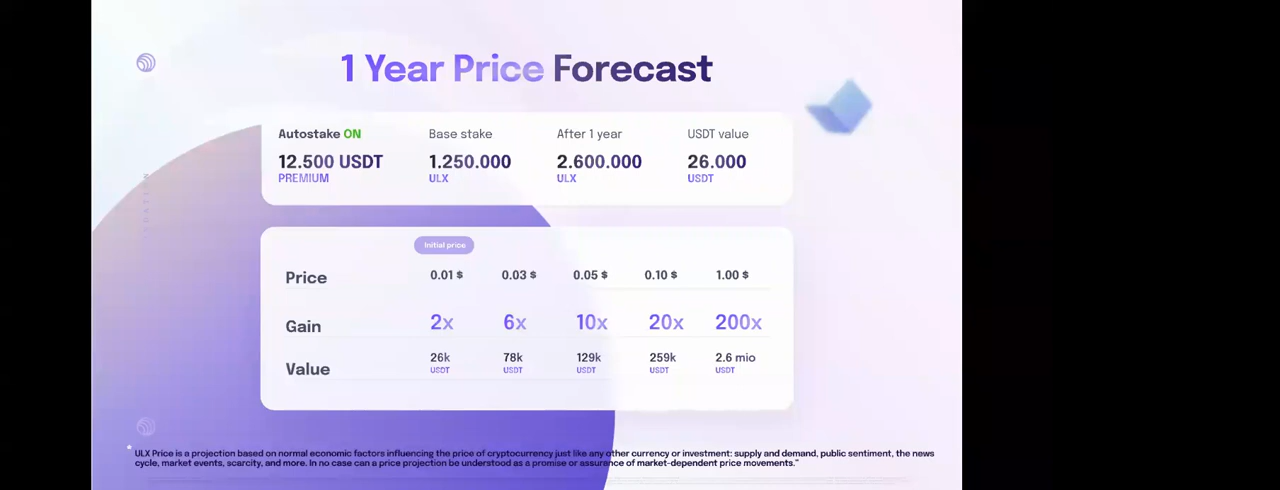 1 Year Price Forecast
Autostake ON Base stake After 1 year USDT value
12.500 USDT 1.250.000 2.600.000 26.000
PREMIUM ULX ULX USDT
Initial price
Price 0.01 $ 0.03 $ 0.05 $ 0.10 $ 1.00 $
Gain 2x 6x 10x 20x 200x
Value 26k 78k 129k 259k 2.6 mio
USDT USDT USDT USDT USDT
* ULX Price is a projection based on normal economic factors influencing the price of cryptocurrency just like any other currency or investment: supply and demand, public sentiment, the news
cycle, market events, scarcity, and more. In no case can a price projection be understood as a promise or assurance of market-dependent price movements."